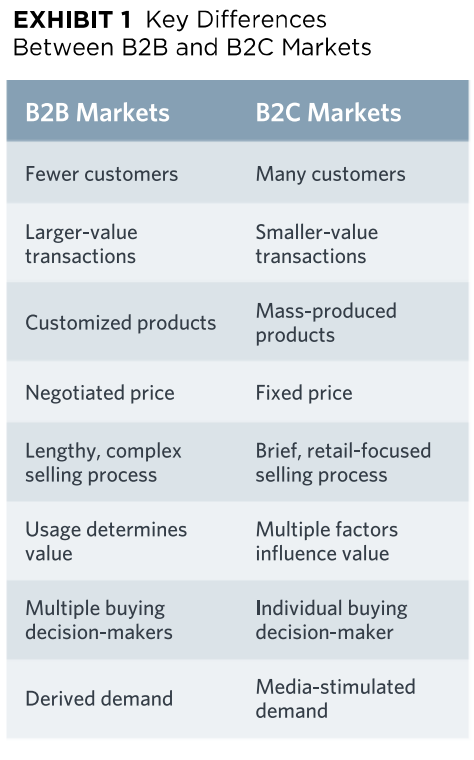 EXHIBIT 1 Key Differences
Between B2B and B2C Markets
B2B Markets
B2C Markets
Fewer customers
Many customers
Larger-value
transactions
Smaller-value
transactions
Customized products
Mass-produced
products
Negotiated price
Fixed price
Lengthy, complex
selling process
Brief, retail-focused
selling process
Usage determines
value
Multiple factors
influence value
Multiple buying
decision-makers
Individual buying
decision-maker
Derived demand
Media-stimulated
demand